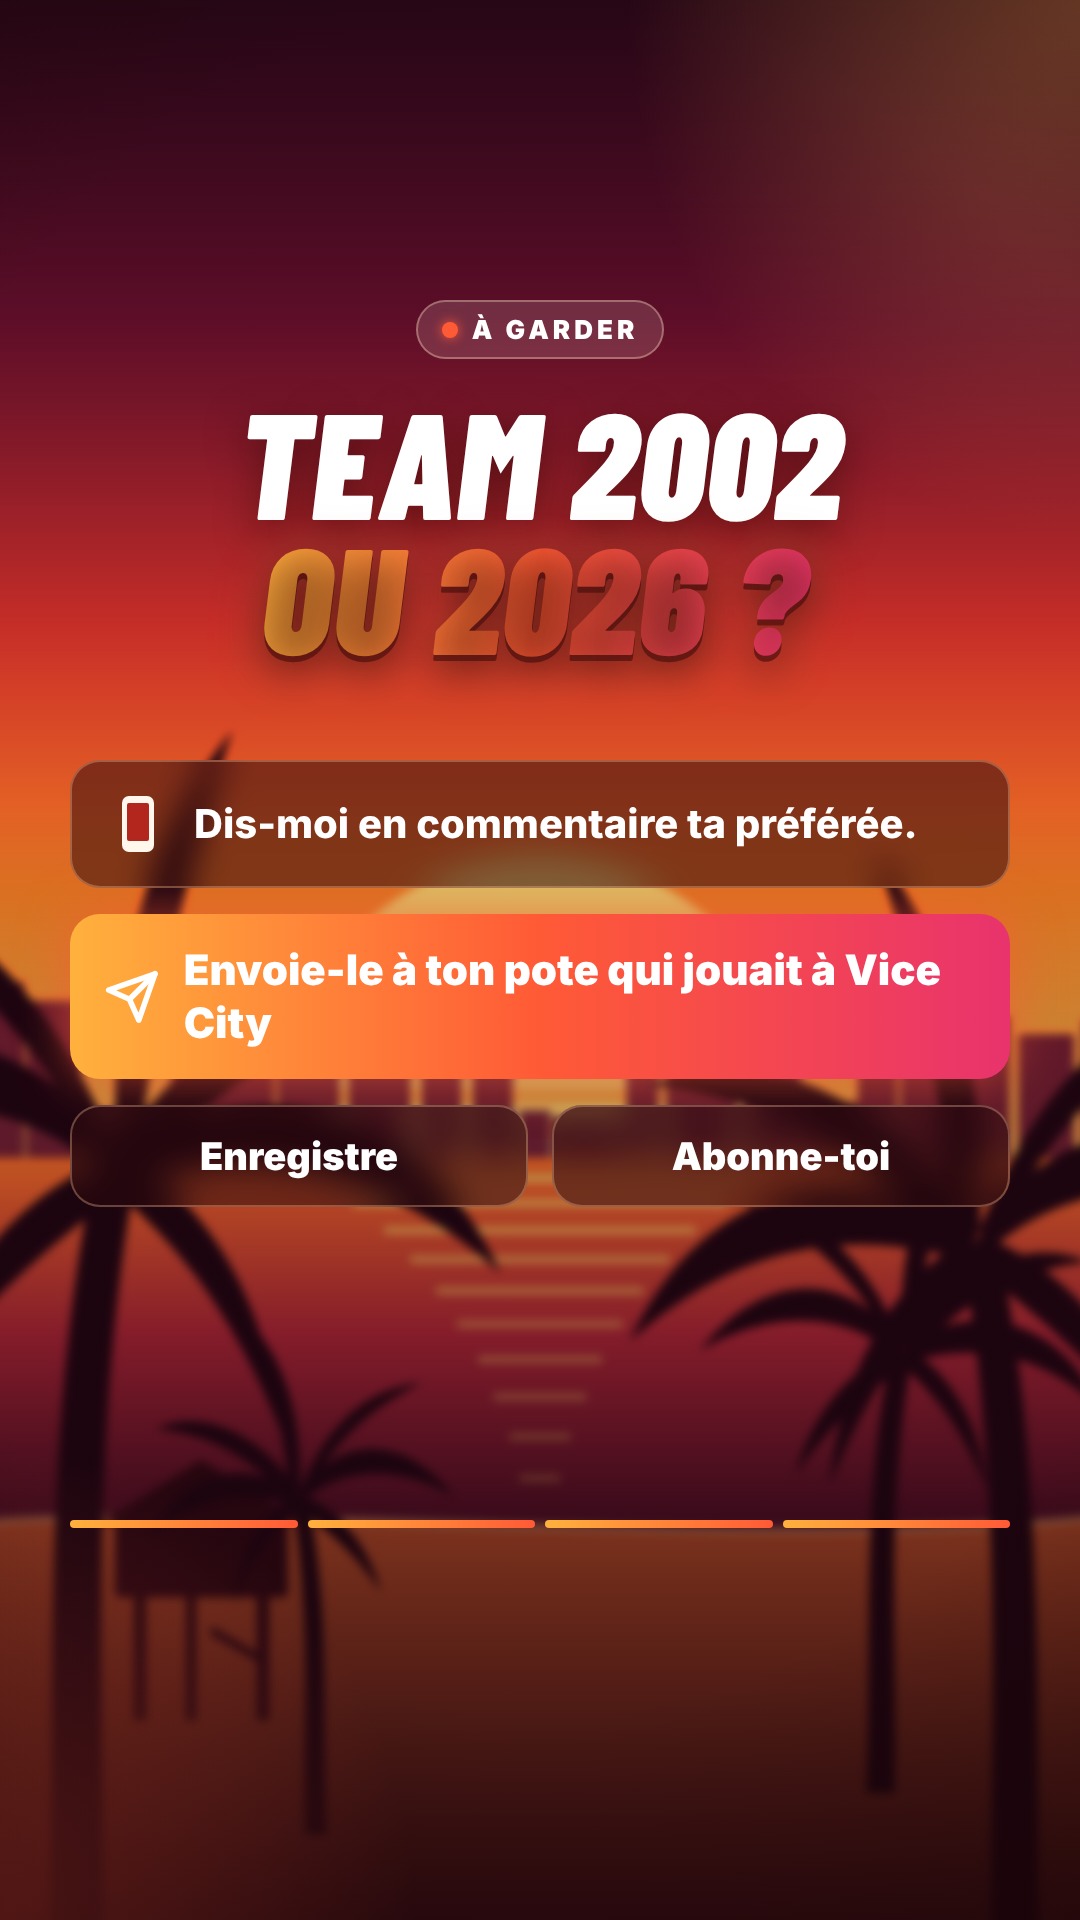 À GARDER
TEAM 2002
OU 2026 ?
Dis-moi en commentaire ta préférée.
Envoie-le à ton pote qui jouait à Vice
City
Enregistre
Abonne-toi